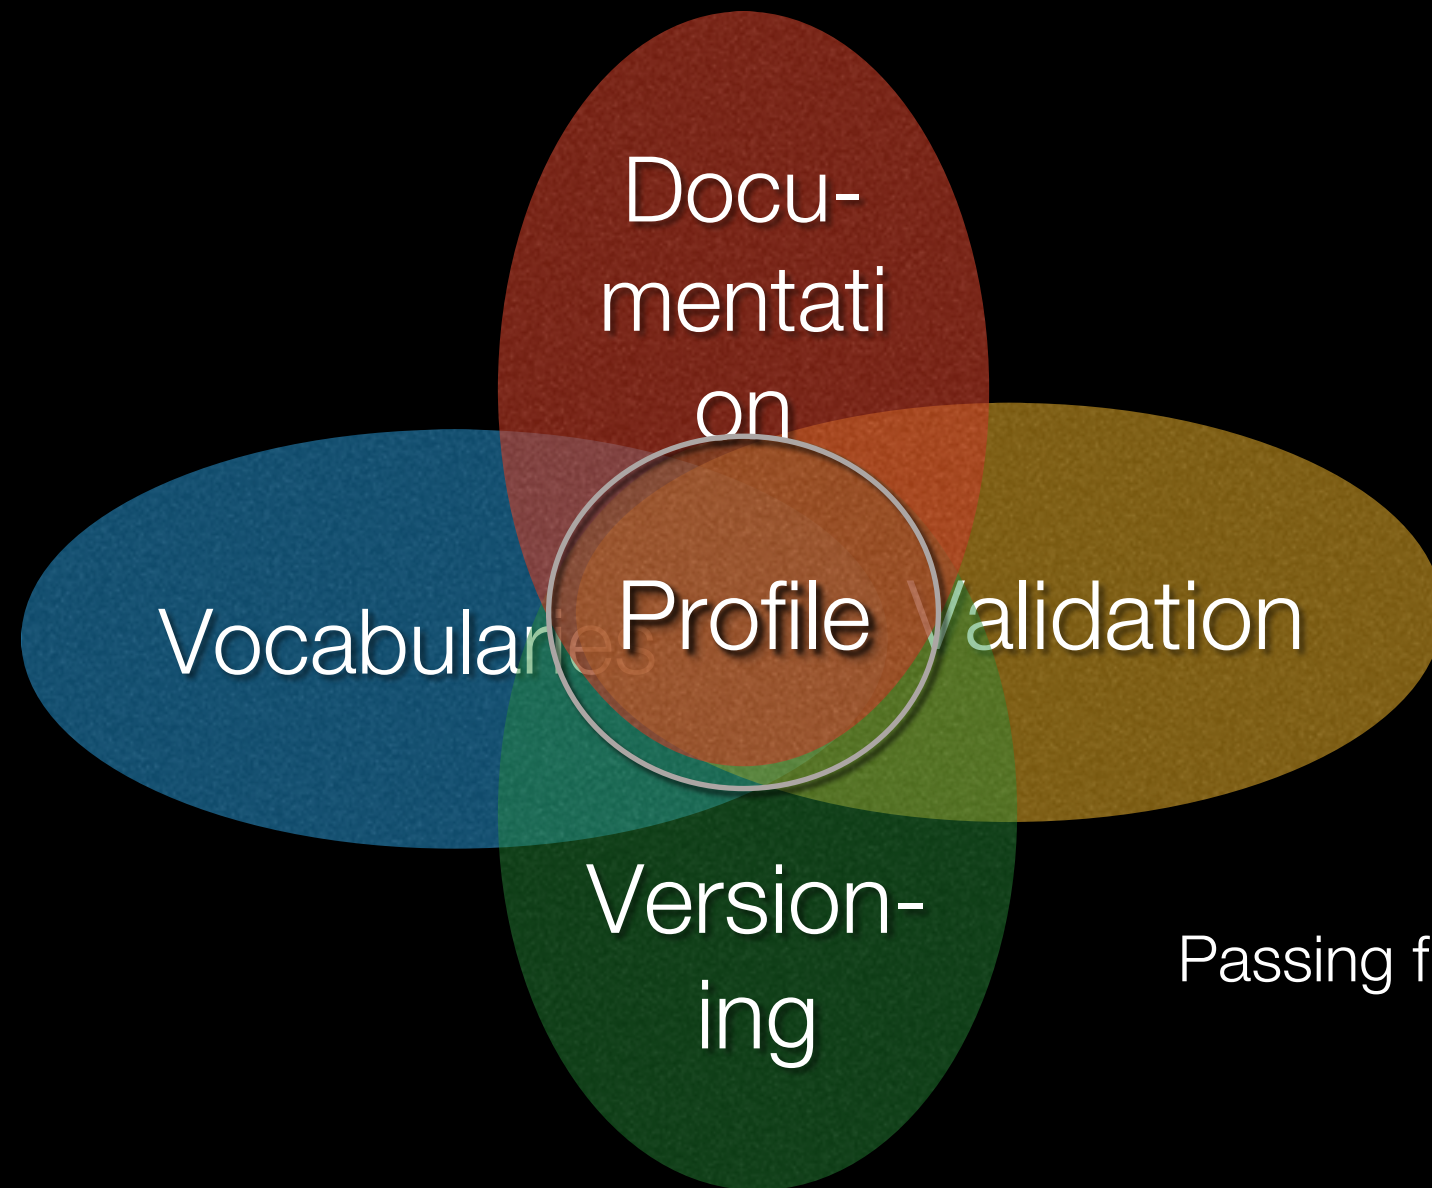 Docu-
mentati
on
Vocabularies
Profile
Validation
Version-
ing
Passing f